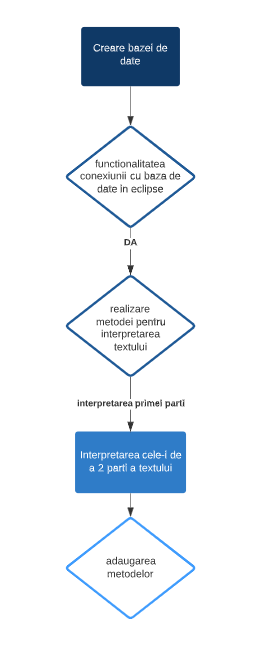 Creare bazei de
date
functionalitatea
conexiunii cu baza de
date in eclipse
DA
realizare
metodei pentru
interpretarea
textului
interpretarea primei parti
Interpretarea cele-i de
a 2 parti a textului
adaugarea
metodelor